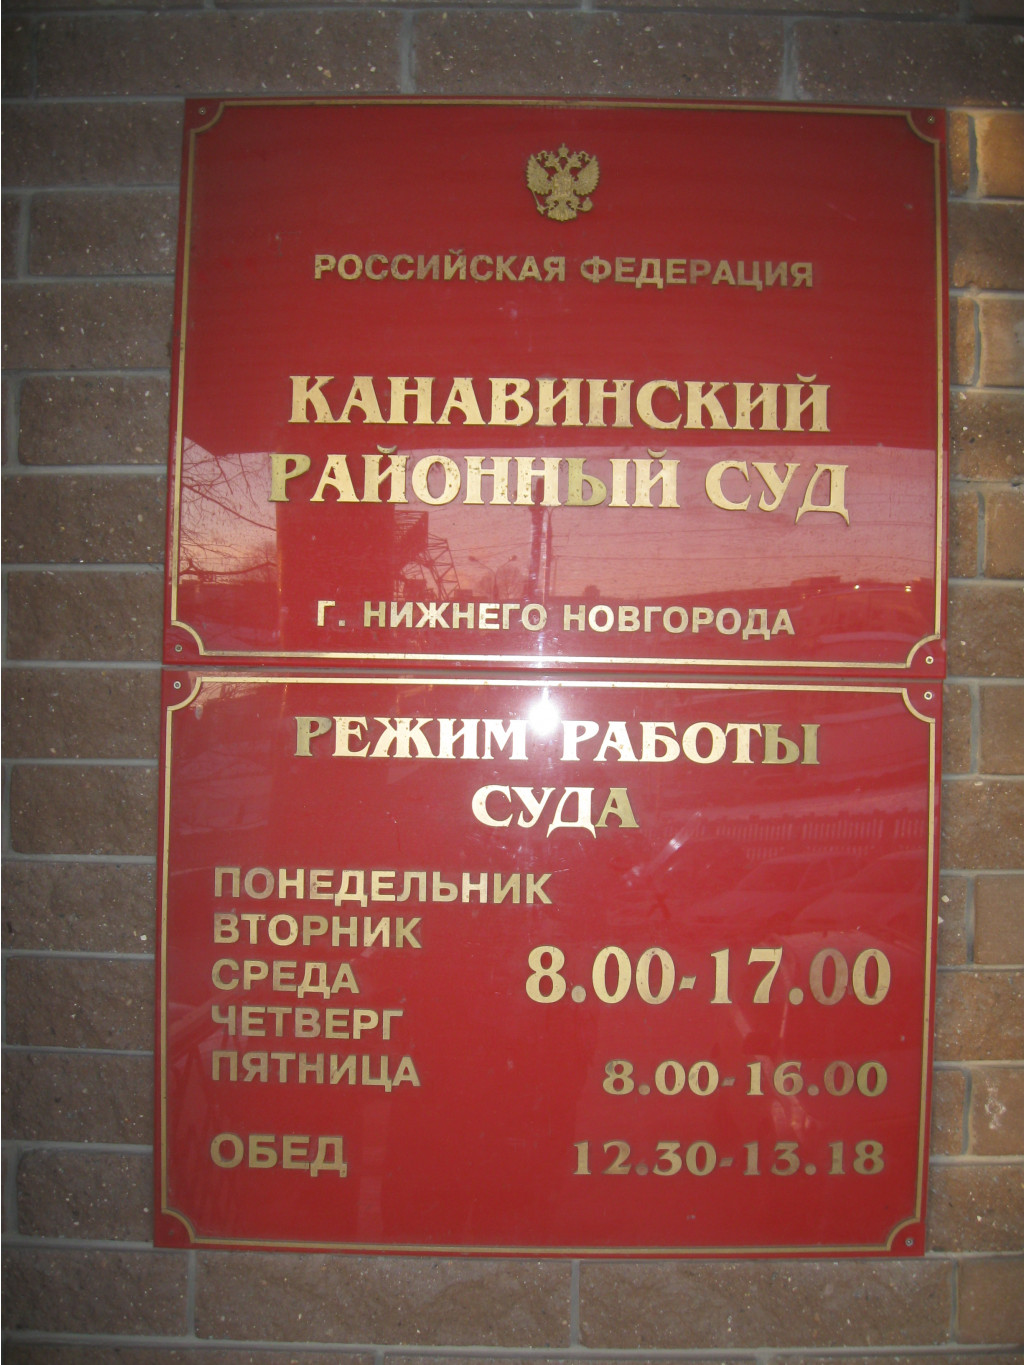 РОССИЙСКАЯ ФЕДЕРАЦИЯ
КАНАВИНСКИЙ
РАЙОННЫЙ СУД
Г. НИЖНЕГО НОВГОРОДА
РЕЖИМ РАБОТЫ
СУДА
ПОНЕДЕЛЬНИК
ВТОРНИК
СРЕДА 8.00-17.00
ЧЕТВЕРГ
ПЯТНИЦА 8.00-16.00
ОБЕД 12.30-13.18